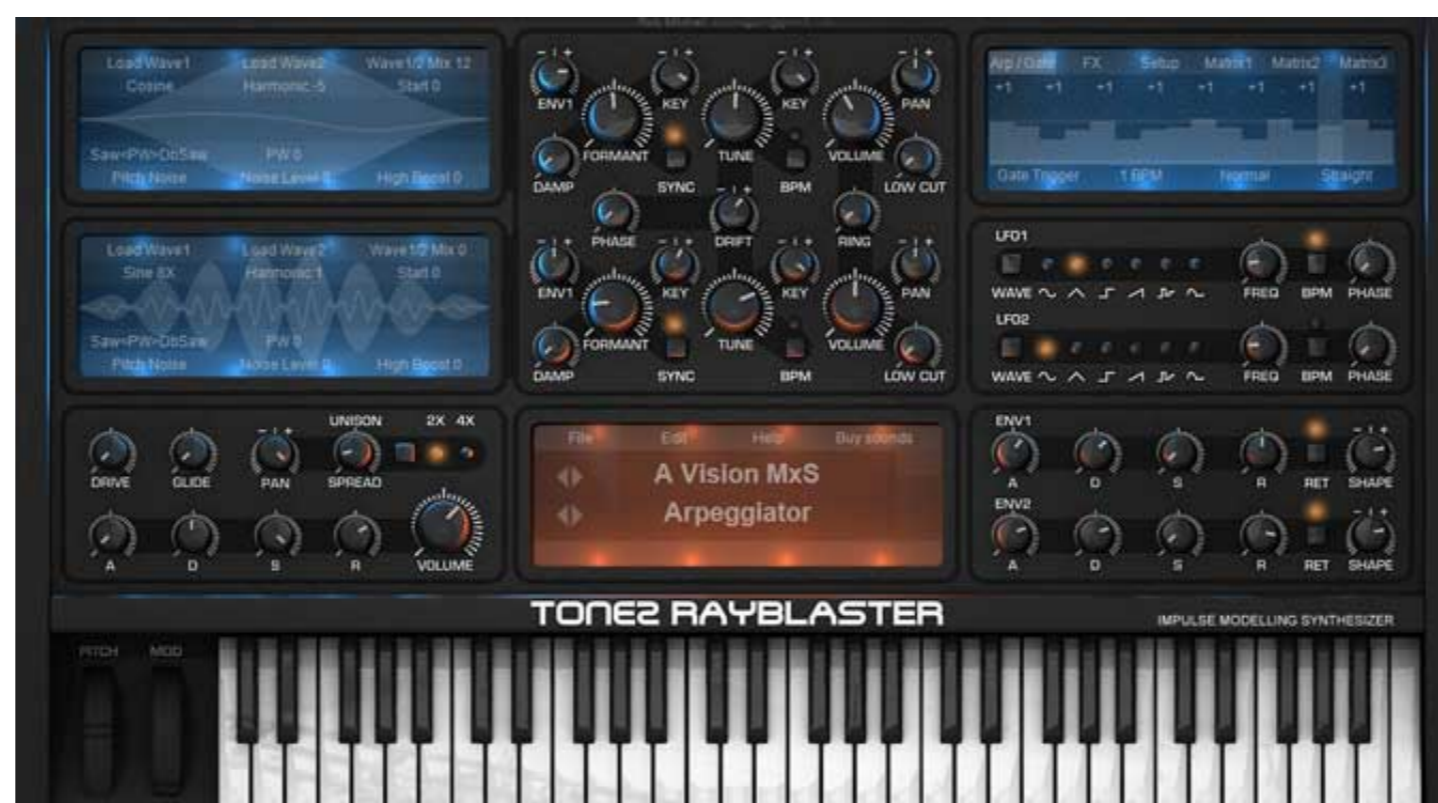 Load Wave1 Load Wave2 Wave1/2 Mix 12
Cosine Harmonic -5 Start 0
Saw<PW>DbSaw PW 0
Pitch Noise Noise Level 0 High Boost 0
Load Wave1 Load Wave2 Wave1/2 Mix 0
Sine 8X Harmonic 1 Start 0
Saw<PW>DbSaw PW 0
Pitch Noise Noise Level 0 High Boost 0
UNISON 2X 4X
DRIVE GLIDE PAN SPREAD
A D S R VOLUME
ENV1 KEY KEY PAN
FORMANT TUNE VOLUME
DAMP SYNC BPM LOW CUT
PHASE DRIFT RING
ENV1 KEY KEY PAN
FORMANT TUNE VOLUME
DAMP SYNC BPM LOW CUT
File Edit Help Buy sounds
A Vision MxS
Arpeggiator
Arp / Gate FX Setup Matrix1 Matrix2 Matrix3
+1 +1 +1 +1 +1 +1 +1 +1
Gate Trigger 1 BPM Normal Straight
LFO1
WAVE FREQ BPM PHASE
LFO2
WAVE FREQ BPM PHASE
ENV1
A D S R RET SHAPE
ENV2
A D S R RET SHAPE
TONE2 RAYBLASTER
IMPULSE MODELLING SYNTHESIZER
PITCH MOD